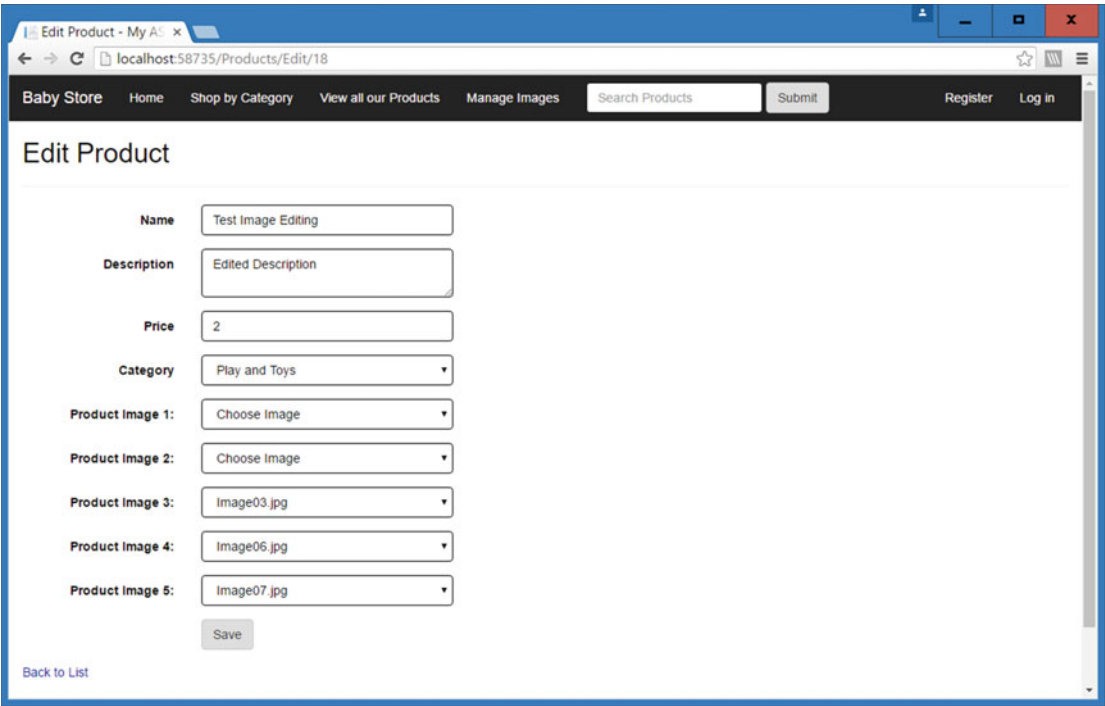 Edit Product - My AS
localhost:58735/Products/Edit/18
Baby Store Home Shop by Category View all our Products Manage Images Search Products Submit Register Log in
Edit Product
Name Test Image Editing
Description Edited Description
Price 2
Category Play and Toys
Product Image 1: Choose Image
Product Image 2: Choose Image
Product Image 3: Image03.jpg
Product Image 4: Image06.jpg
Product Image 5: Image07.jpg
Save
Back to List